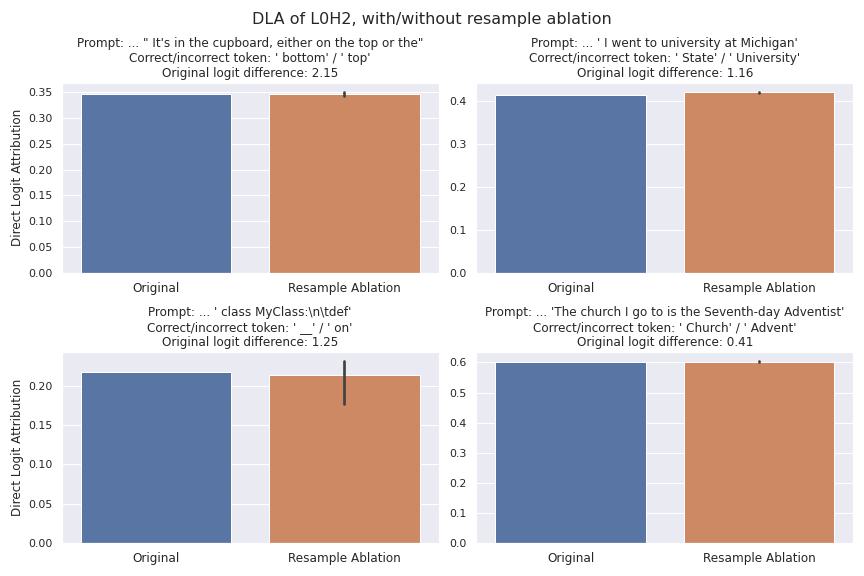 DLA of L0H2, with/without resample ablation
Prompt: ... " It's in the cupboard, either on the top or the"
Correct/incorrect token: ' bottom' / ' top'
Original logit difference: 2.15
Direct Logit Attribution
0.35
0.30
0.25
0.20
0.15
0.10
0.05
0.00
Original
Resample Ablation
Prompt: ... ' I went to university at Michigan'
Correct/incorrect token: ' State' / ' University'
Original logit difference: 1.16
0.4
0.3
0.2
0.1
0.0
Original
Resample Ablation
Prompt: ... ' class MyClass:\n\tdef'
Correct/incorrect token: ' __' / ' on'
Original logit difference: 1.25
Direct Logit Attribution
0.20
0.15
0.10
0.05
0.00
Original
Resample Ablation
Prompt: ... 'The church I go to is the Seventh-day Adventist'
Correct/incorrect token: ' Church' / ' Advent'
Original logit difference: 0.41
0.6
0.5
0.4
0.3
0.2
0.1
0.0
Original
Resample Ablation